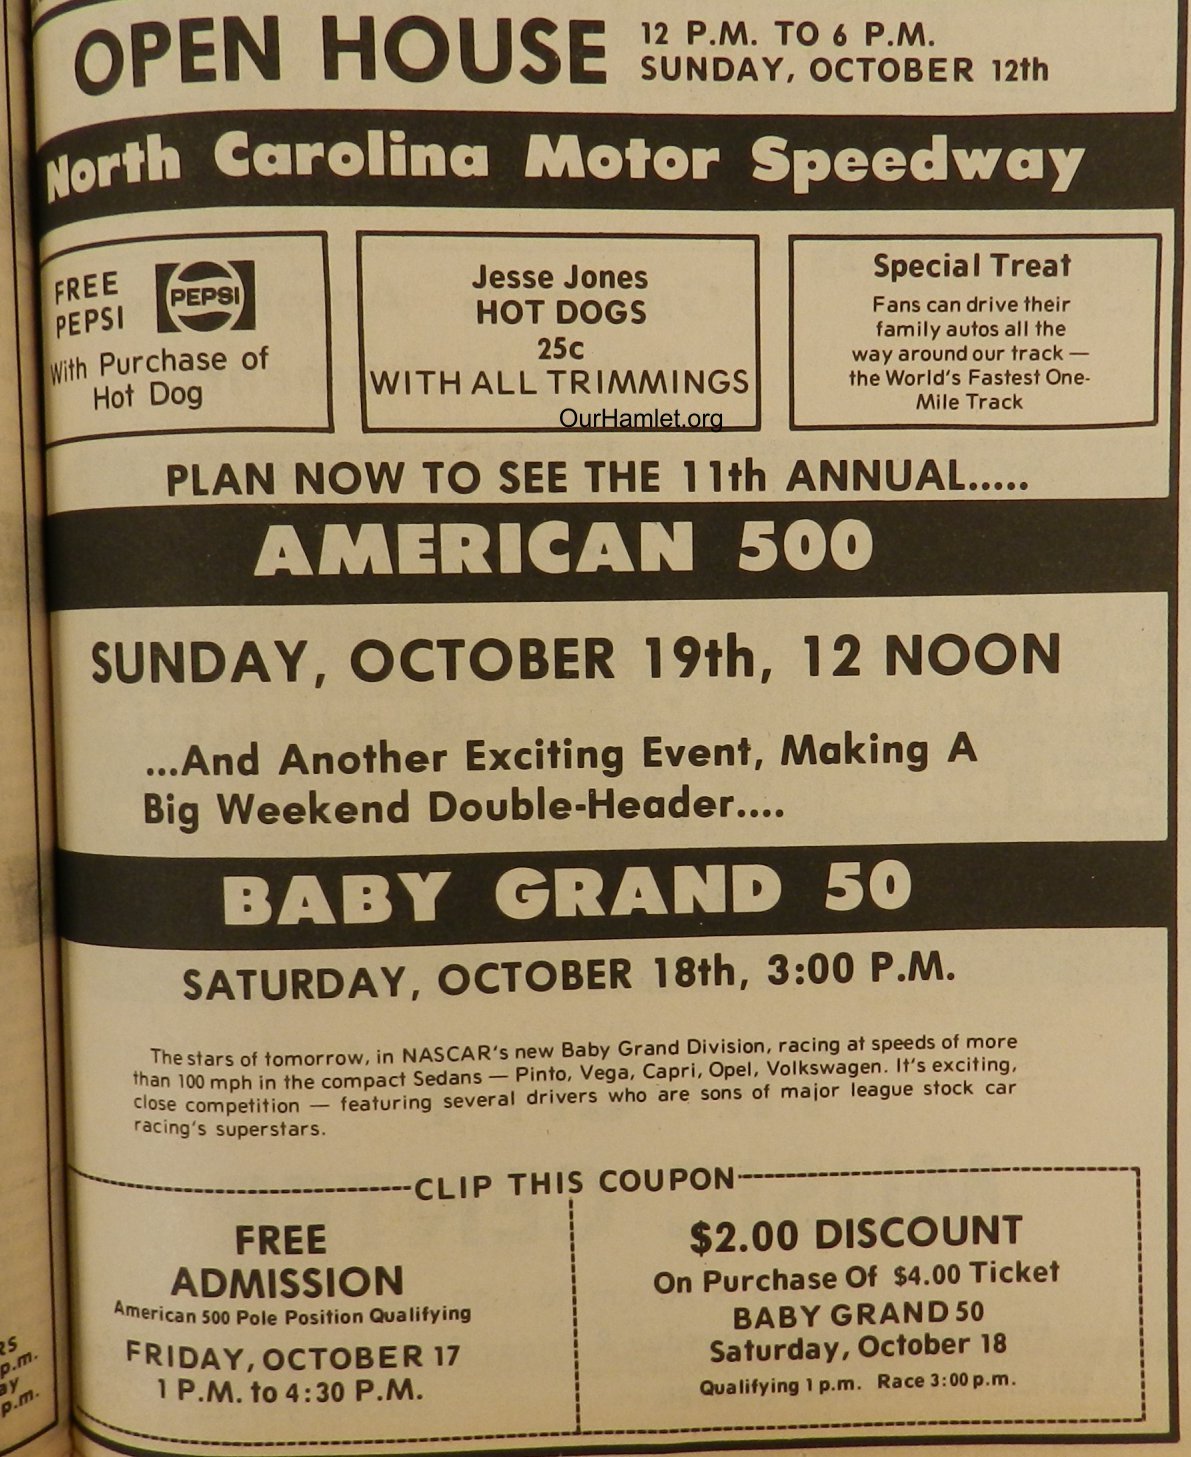 OPEN HOUSE
12 P.M. TO 6 P.M.
SUNDAY, OCTOBER 12th
North Carolina Motor Speedway
FREE
PEPSI
PEPSI
With Purchase of
Hot Dog
Jesse Jones
HOT DOGS
25c
WITH ALL TRIMMINGS
OurHamlet.org
Special Treat
Fans can drive their
family autos all the
way around our track —
the World's Fastest One-
Mile Track
PLAN NOW TO SEE THE 11th ANNUAL.....
AMERICAN 500
SUNDAY, OCTOBER 19th, 12 NOON
...And Another Exciting Event, Making A
Big Weekend Double-Header....
BABY GRAND 50
SATURDAY, OCTOBER 18th, 3:00 P.M.
The stars of tomorrow, in NASCAR's new Baby Grand Division, racing at speeds of more
than 100 mph in the compact Sedans — Pinto, Vega, Capri, Opel, Volkswagen. It's exciting,
close competition — featuring several drivers who are sons of major league stock car
racing's superstars.
CLIP THIS COUPON
FREE
ADMISSION
American 500 Pole Position Qualifying
FRIDAY, OCTOBER 17
1 P.M. to 4:30 P.M.
$2.00 DISCOUNT
On Purchase Of $4.00 Ticket
BABY GRAND 50
Saturday, October 18
Qualifying 1 p.m. Race 3:00 p.m.
p.m.
p.m.